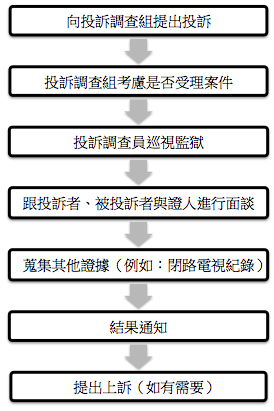 向投訴調查組提出投訴
投訴調查組考慮是否受理案件
投訴調查員巡視監獄
跟投訴者、被投訴者與證人進行面談
蒐集其他證據（例如：閉路電視紀錄）
結果通知
提出上訴（如有需要）